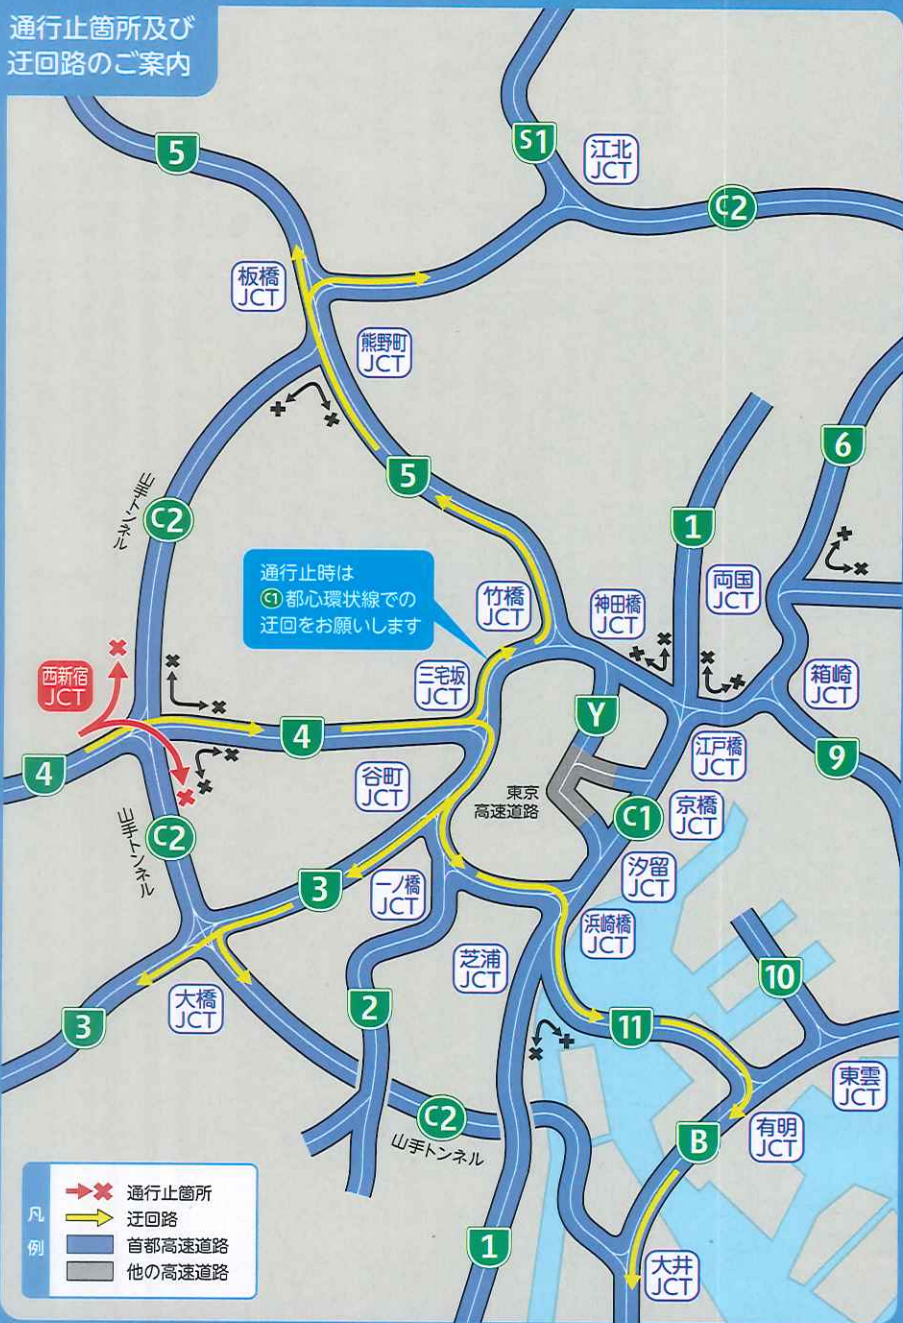 通行止箇所及び
迂回路のご案内
5
S1
江北
JCT
C2
板橋
JCT
熊野町
JCT
6
5
山手トンネル
C2
1
通行止時は
C1都心環状線での
迂回をお願いします
竹橋
JCT
神田橋
JCT
両国
JCT
西新宿
JCT
三宅坂
JCT
箱崎
JCT
Y
4
4
江戸橋
JCT
9
谷町
JCT
東京
高速道路
C1
京橋
JCT
山手トンネル
C2
汐留
JCT
3
一ノ橋
JCT
浜崎橋
JCT
芝浦
JCT
10
大橋
JCT
2
3
11
東雲
JCT
C2
山手トンネル
有明
JCT
B
凡例
通行止箇所
迂回路
首都高速道路
他の高速道路
1
大井
JCT